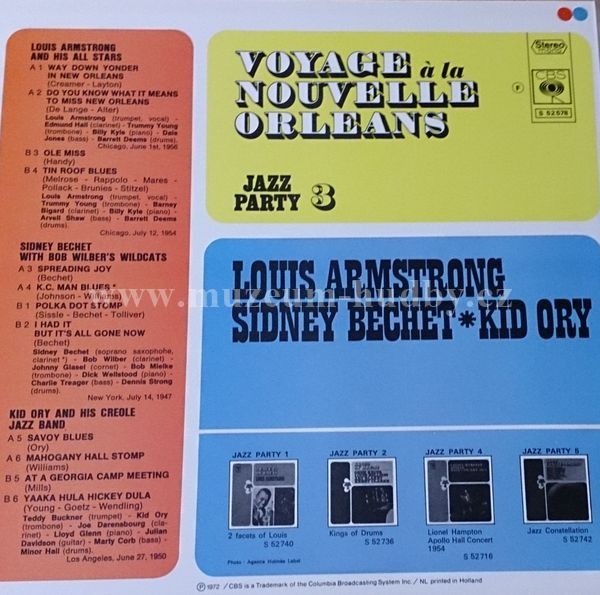 LOUIS ARMSTRONG
AND HIS ALL STARS
A 1 WAY DOWN YONDER
IN NEW ORLEANS
(Creamer - Layton)
A 2 DO YOU KNOW WHAT IT MEANS
TO MISS NEW ORLEANS
(De Lange - Alter)
Louis Armstrong (trumpet, vocal) -
Edmund Hall (clarinet) - Trummy Young
(trombone) - Billy Kyle (piano) - Dale
Jones (bass) - Barrett Deems (drums).
Chicago, June 1st, 1956
B 3 OLE MISS
(Handy)
B 4 TIN ROOF BLUES
(Melrose - Rappolo - Mares -
Pollack - Brunies - Stitzel)
Louis Armstrong (trumpet, vocal) -
Trummy Young (trombone) - Barney
Bigard (clarinet) - Billy Kyle (piano) -
Arvell Shaw (bass) - Barrett Deems
(drums).
Chicago, July 12, 1954
SIDNEY BECHET
WITH BOB WILBER'S WILDCATS
A 3 SPREADING JOY
(Bechet)
A 4 K.C. MAN BLUES *
(Johnson - Williams)
B 1 POLKA DOT STOMP
(Sissle - Bechet - Tolliver)
B 2 I HAD IT
BUT IT'S ALL GONE NOW
(Bechet)
Sidney Bechet (soprano saxophohe,
clarinet *) - Bob Wilber (clarinet) -
Johnny Glasel (cornet) - Bob Mielke
(trombone) - Dick Wellstood (piano) -
Charlie Treager (bass) - Dennis Strong
(drums).
New York, July 14, 1947
KID ORY AND HIS CREOLE
JAZZ BAND
A 5 SAVOY BLUES
(Ory)
A 6 MAHOGANY HALL STOMP
(Williams)
B 5 AT A GEORGIA CAMP MEETING
(Mills)
B 6 YAAKA HULA HICKEY DULA
(Young - Goetz - Wendling)
Teddy Buckner (trumpet) - Kid Ory
(trombone) - Joe Darensbourg (cla-
rinet) - Lloyd Glenn (piano) - Julian
Davidson (guitar) - Marty Corb (bass) -
Minor Hall (drums).
Los Angeles, June 27, 1950
VOYAGE à la
NOUVELLE
ORLEANS
JAZZ
PARTY 3
Stereo
P
CBS
S 52.678
LOUIS ARMSTRONG
SIDNEY BECHET * KID ORY
www.muzeum-hudby.cz
JAZZ PARTY 1
2 facets of Louis
S 52740
JAZZ PARTY 2
Kings of Drums
S 52736
JAZZ PARTY 4
Lionel Hampton
Apollo Hall Concert
1954
S 52716
JAZZ PARTY 5
Jazz Constellation
S 52742
Photo - Agence Holmès Lebel
Ⓟ 1972 / CBS is a Trademark of the Columbia Broadcasting System Inc. / NL printed in Holland